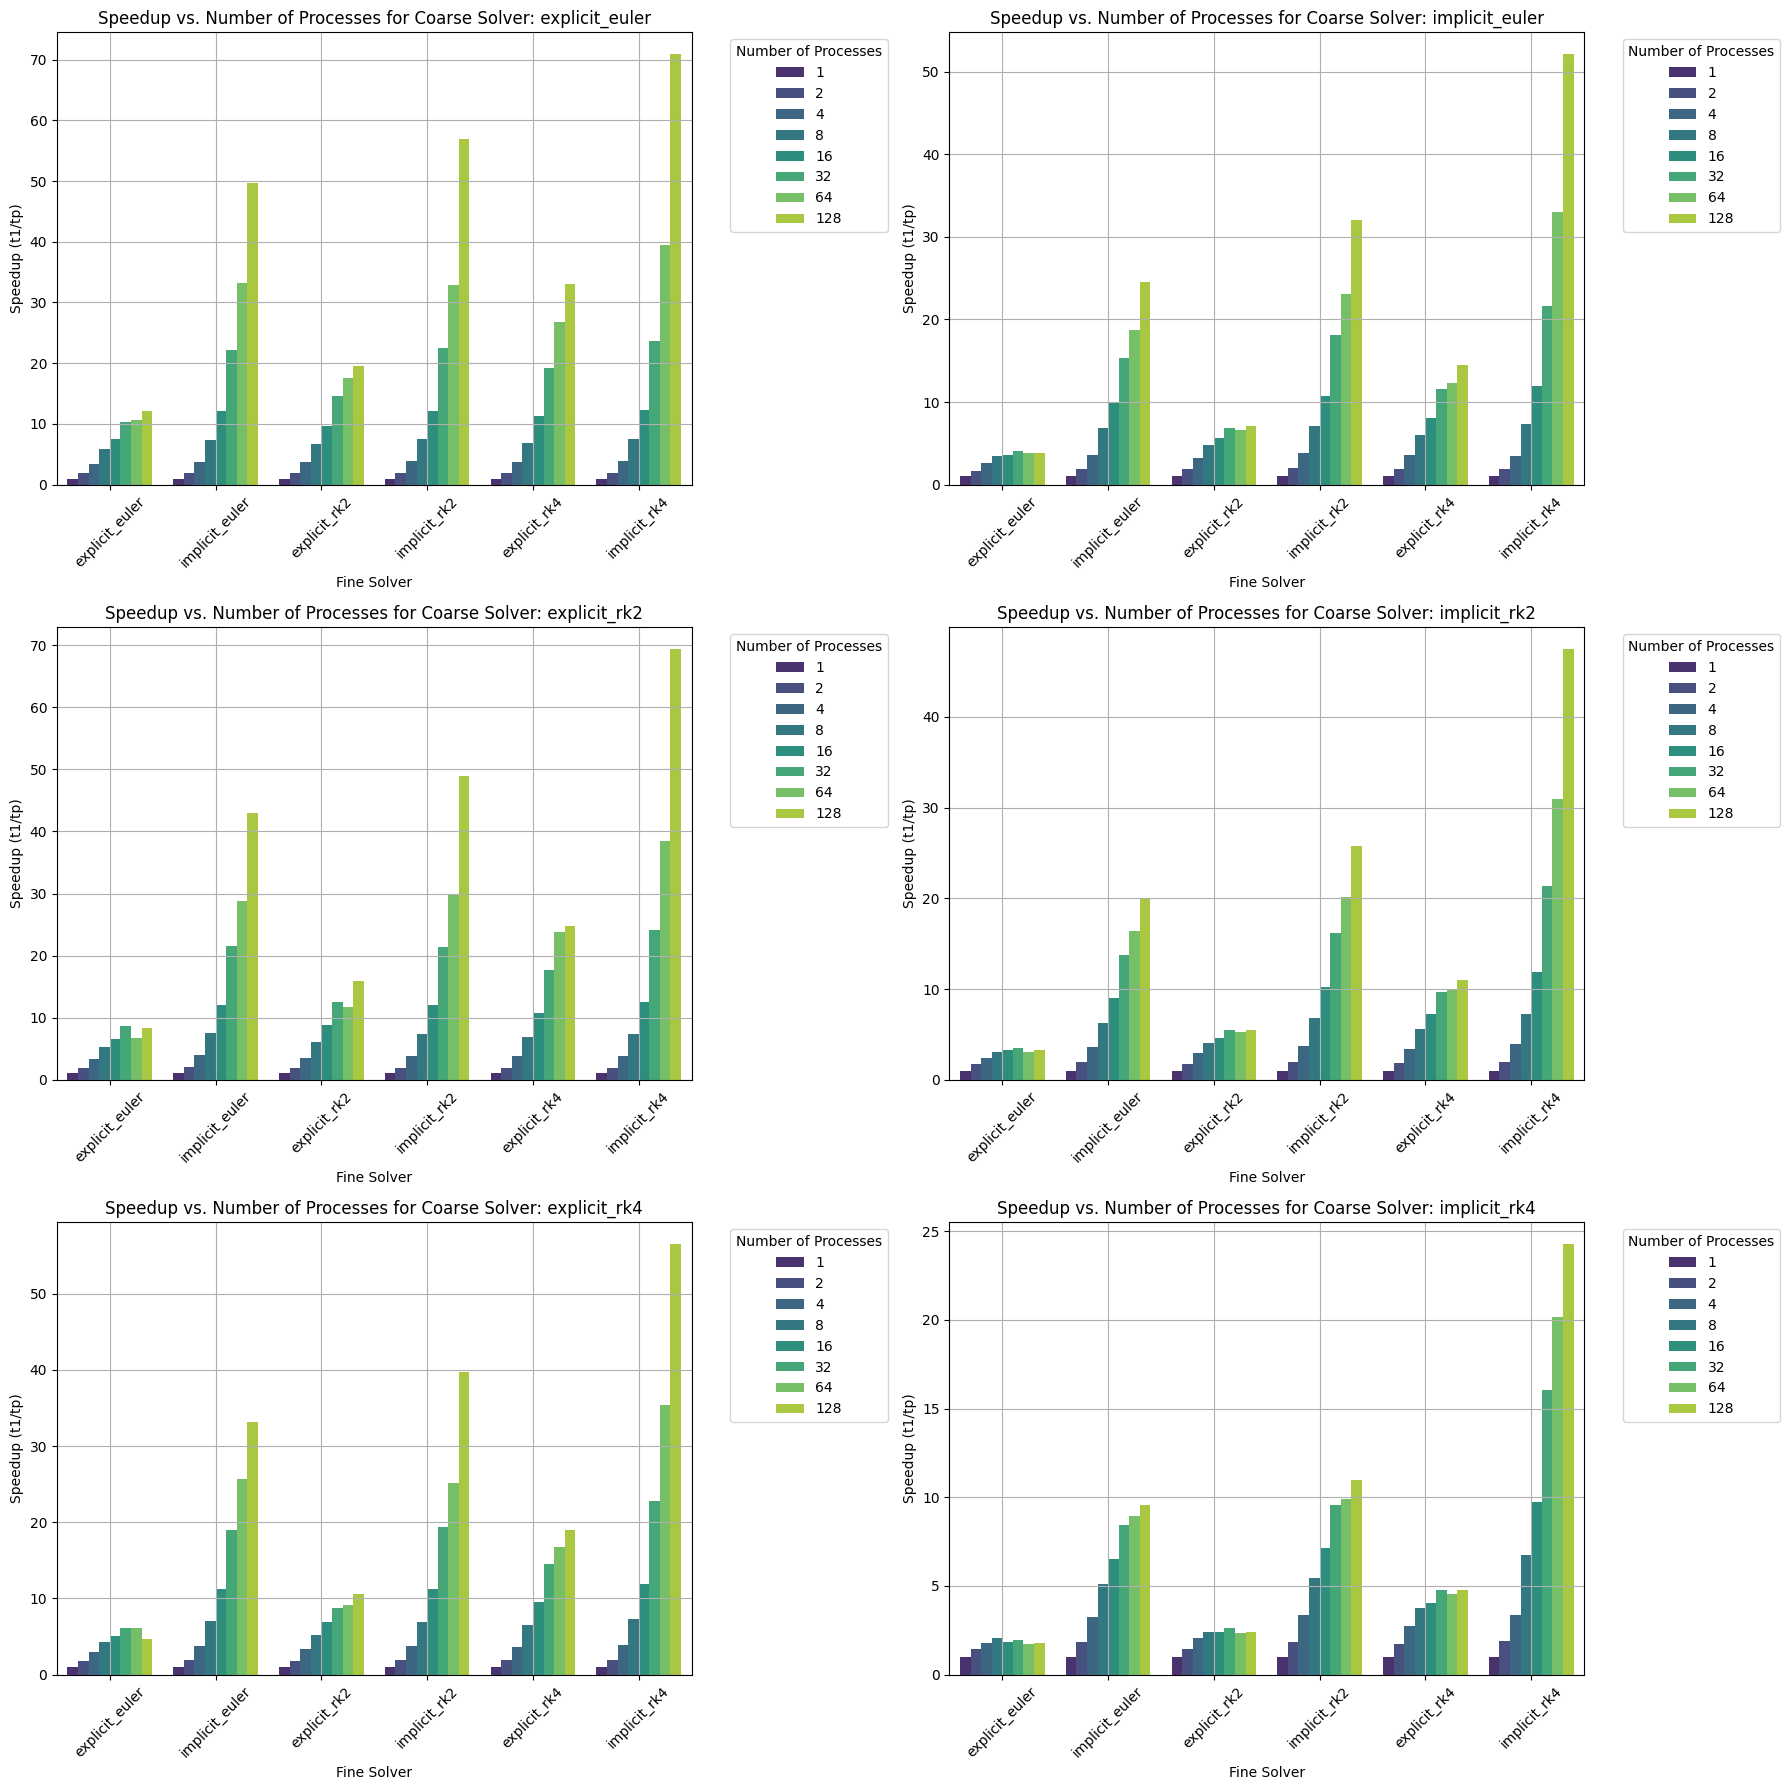 Speedup vs. Number of Processes for Coarse Solver: explicit_euler
Speedup (t1/tp)
70
60
50
40
30
20
10
0
explicit_euler
implicit_euler
explicit_rk2
implicit_rk2
explicit_rk4
implicit_rk4
Fine Solver
Number of Processes
1
2
4
8
16
32
64
128
Speedup vs. Number of Processes for Coarse Solver: implicit_euler
Speedup (t1/tp)
50
40
30
20
10
0
explicit_euler
implicit_euler
explicit_rk2
implicit_rk2
explicit_rk4
implicit_rk4
Fine Solver
Number of Processes
1
2
4
8
16
32
64
128
Speedup vs. Number of Processes for Coarse Solver: explicit_rk2
Speedup (t1/tp)
70
60
50
40
30
20
10
0
explicit_euler
implicit_euler
explicit_rk2
implicit_rk2
explicit_rk4
implicit_rk4
Fine Solver
Number of Processes
1
2
4
8
16
32
64
128
Speedup vs. Number of Processes for Coarse Solver: implicit_rk2
Speedup (t1/tp)
40
30
20
10
0
explicit_euler
implicit_euler
explicit_rk2
implicit_rk2
explicit_rk4
implicit_rk4
Fine Solver
Number of Processes
1
2
4
8
16
32
64
128
Speedup vs. Number of Processes for Coarse Solver: explicit_rk4
Speedup (t1/tp)
50
40
30
20
10
0
explicit_euler
implicit_euler
explicit_rk2
implicit_rk2
explicit_rk4
implicit_rk4
Fine Solver
Number of Processes
1
2
4
8
16
32
64
128
Speedup vs. Number of Processes for Coarse Solver: implicit_rk4
Speedup (t1/tp)
25
20
15
10
5
0
explicit_euler
implicit_euler
explicit_rk2
implicit_rk2
explicit_rk4
implicit_rk4
Fine Solver
Number of Processes
1
2
4
8
16
32
64
128